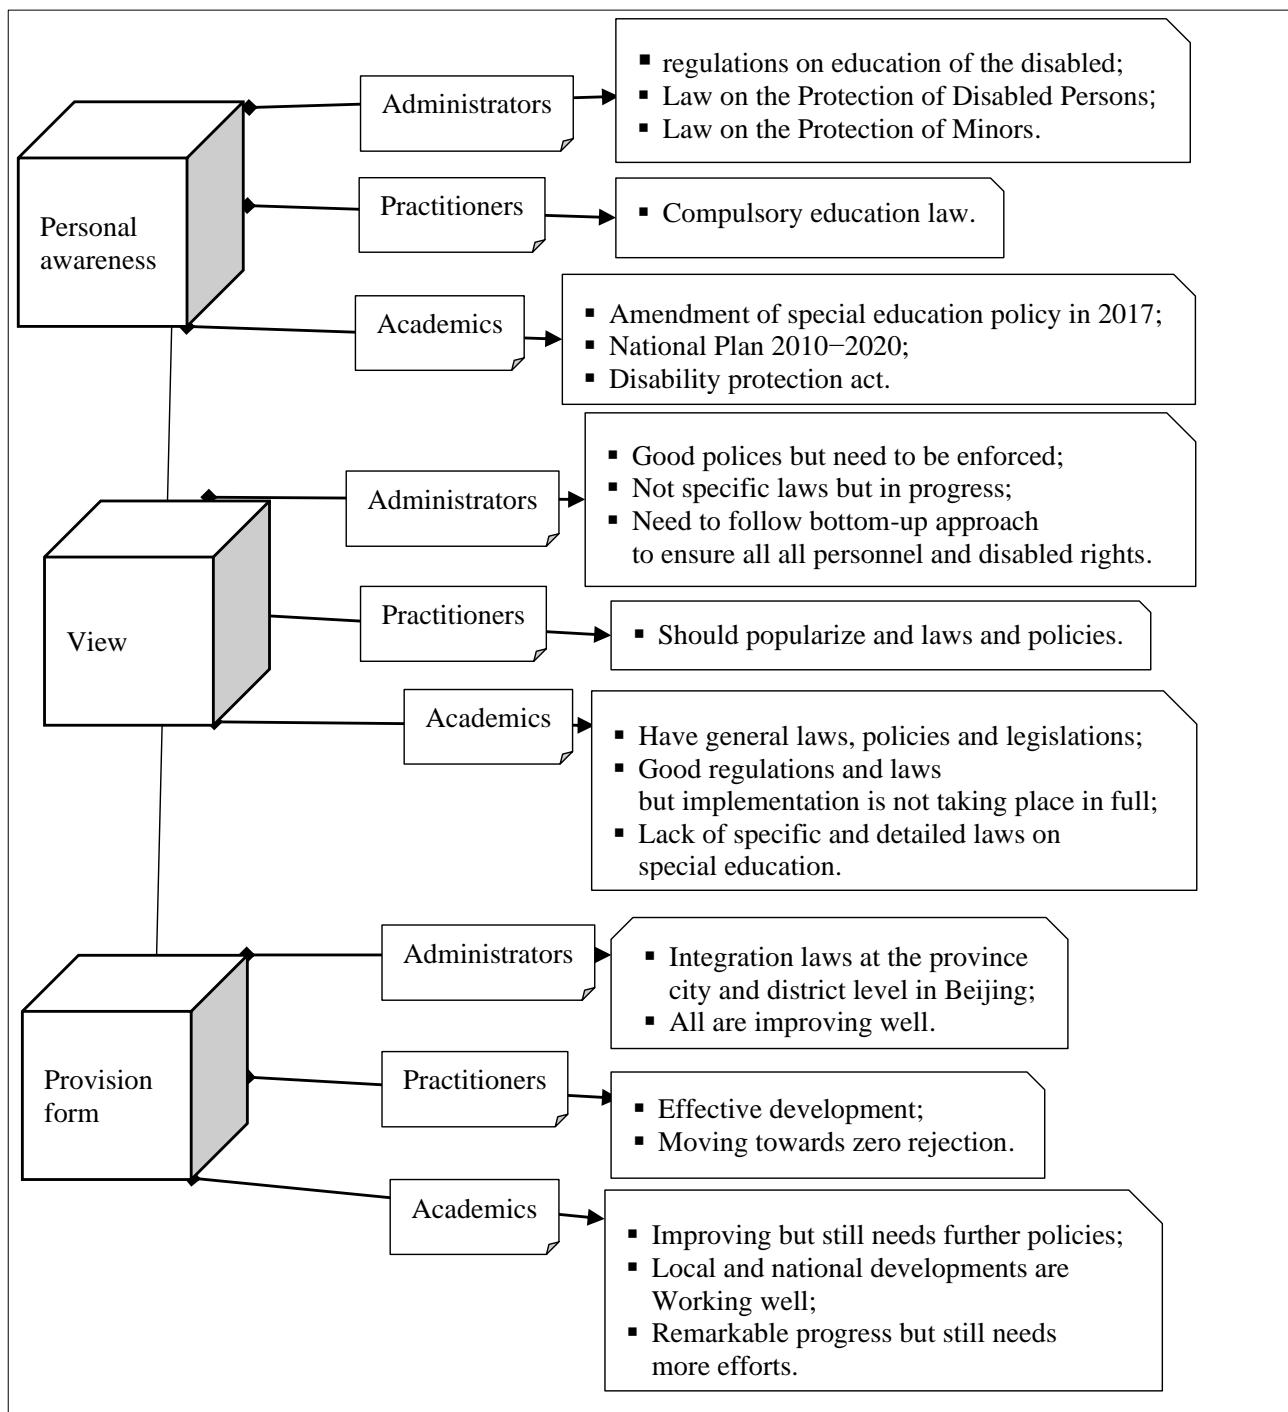 Personal
awareness
Administrators
▪ regulations on education of the disabled;
▪ Law on the Protection of Disabled Persons;
▪ Law on the Protection of Minors.
Practitioners
▪ Compulsory education law.
Academics
▪ Amendment of special education policy in 2017;
▪ National Plan 2010−2020;
▪ Disability protection act.
View
Administrators
▪ Good polices but need to be enforced;
▪ Not specific laws but in progress;
▪ Need to follow bottom-up approach
to ensure all all personnel and disabled rights.
Practitioners
▪ Should popularize and laws and policies.
Academics
▪ Have general laws, policies and legislations;
▪ Good regulations and laws
but implementation is not taking place in full;
▪ Lack of specific and detailed laws on
special education.
Provision
form
Administrators
▪ Integration laws at the province
city and district level in Beijing;
▪ All are improving well.
Practitioners
▪ Effective development;
▪ Moving towards zero rejection.
Academics
▪ Improving but still needs further policies;
▪ Local and national developments are
Working well;
▪ Remarkable progress but still needs
more efforts.